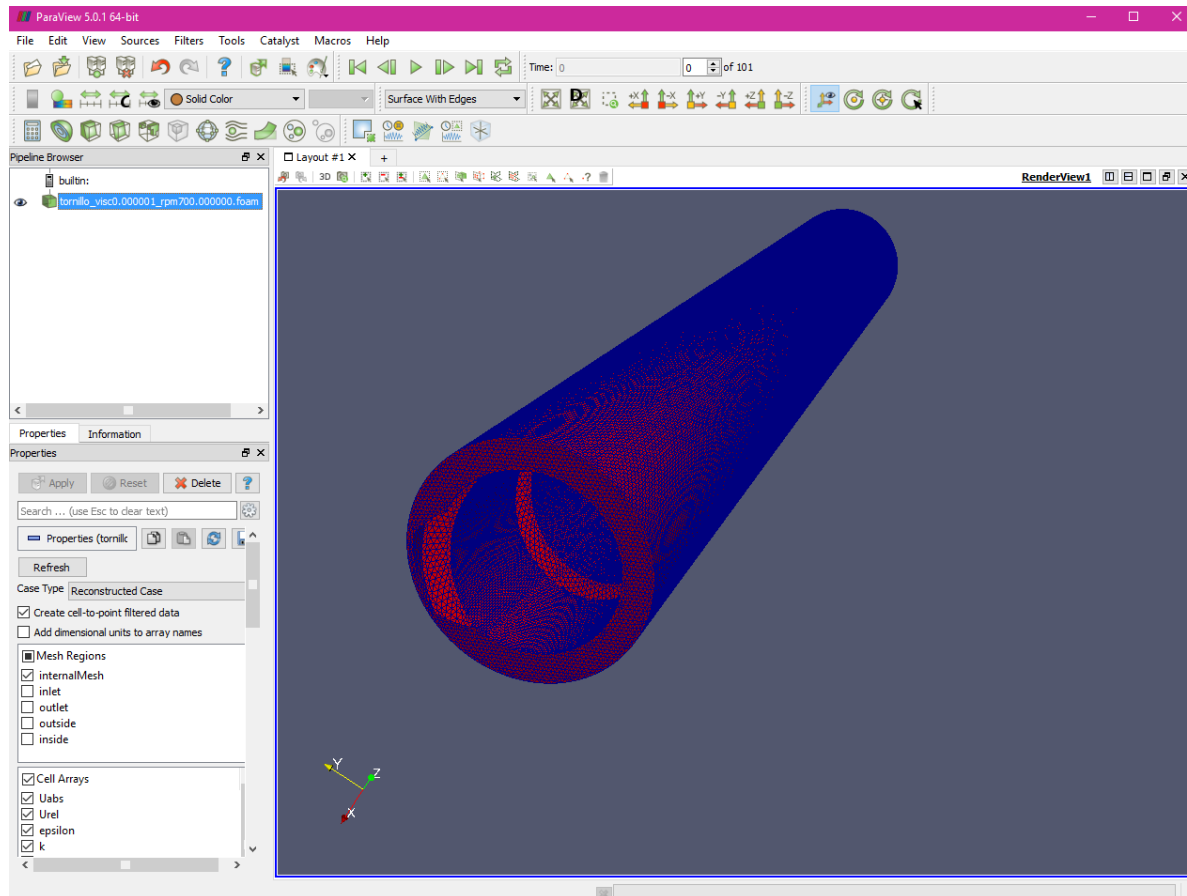 ParaView 5.0.1 64-bit
File Edit View Sources Filters Tools Catalyst Macros Help
Time: 0 0 of 101
Solid Color Surface With Edges +X -X +Y -Y +Z -Z
Pipeline Browser
Layout #1 +
3D
RenderView1
builtin:
tornillo_visc0.000001_rpm700.000000.foam
Properties Information
Properties
Apply Reset Delete ?
Search ... (use Esc to clear text)
Properties (tornillc
Refresh
Case Type Reconstructed Case
Create cell-to-point filtered data
Add dimensional units to array names
Mesh Regions
internalMesh
inlet
outlet
outside
inside
Cell Arrays
Uabs
Urel
epsilon
k
Y
Z
X